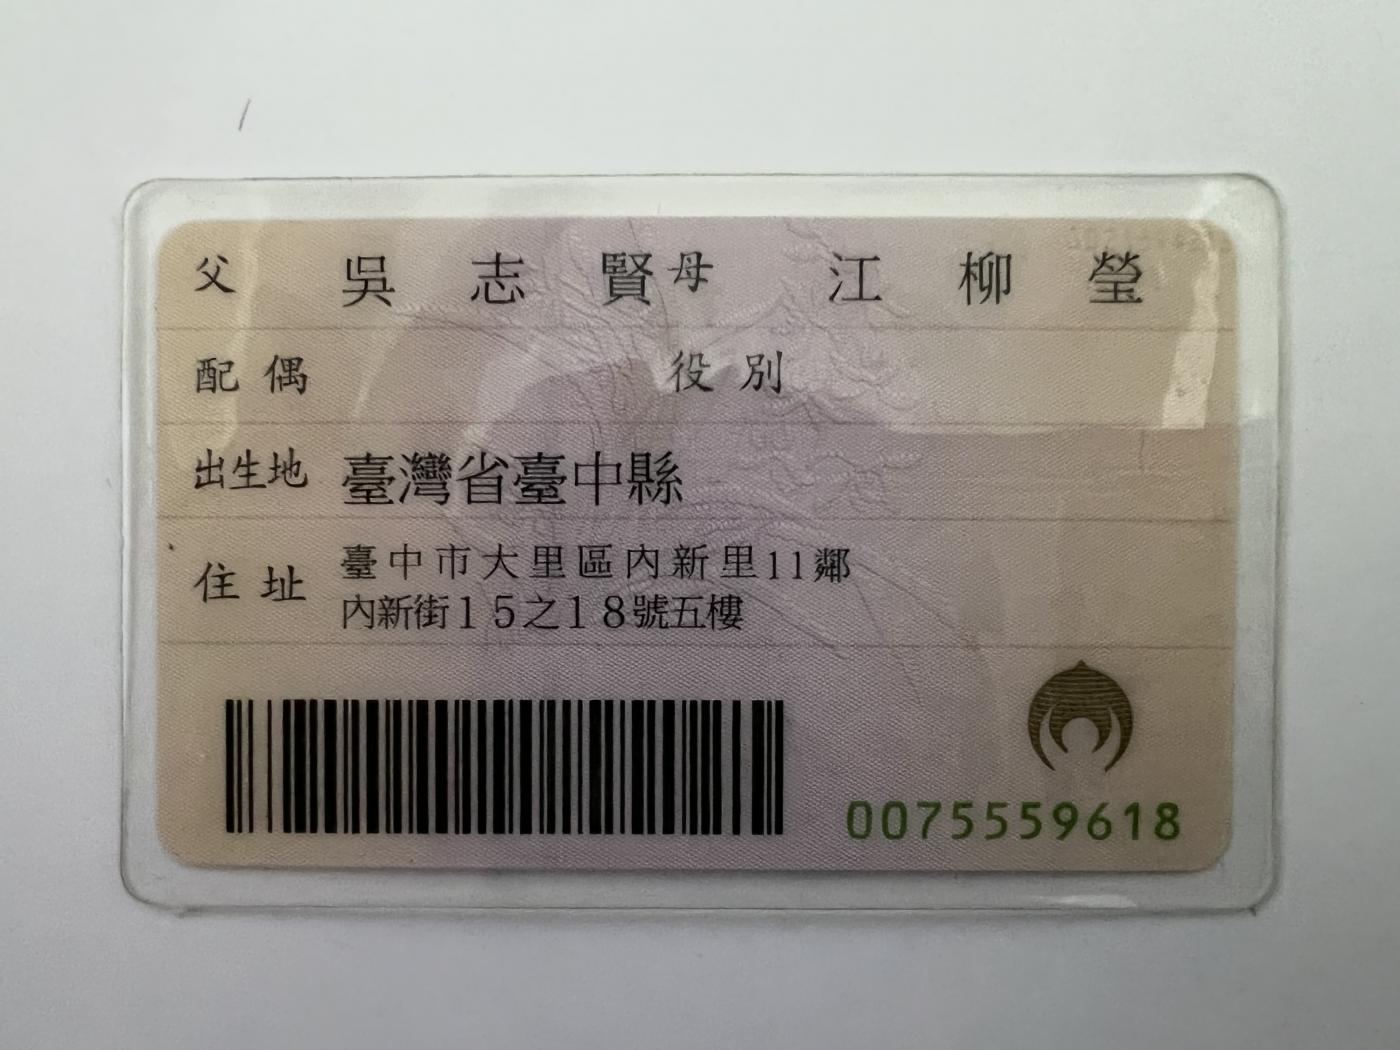 父 吳志賢 母 江柳瑩
配偶 役別
出生地 臺灣省臺中縣
住址 臺中市大里區內新里11鄰
內新街15之18號五樓
0075559618